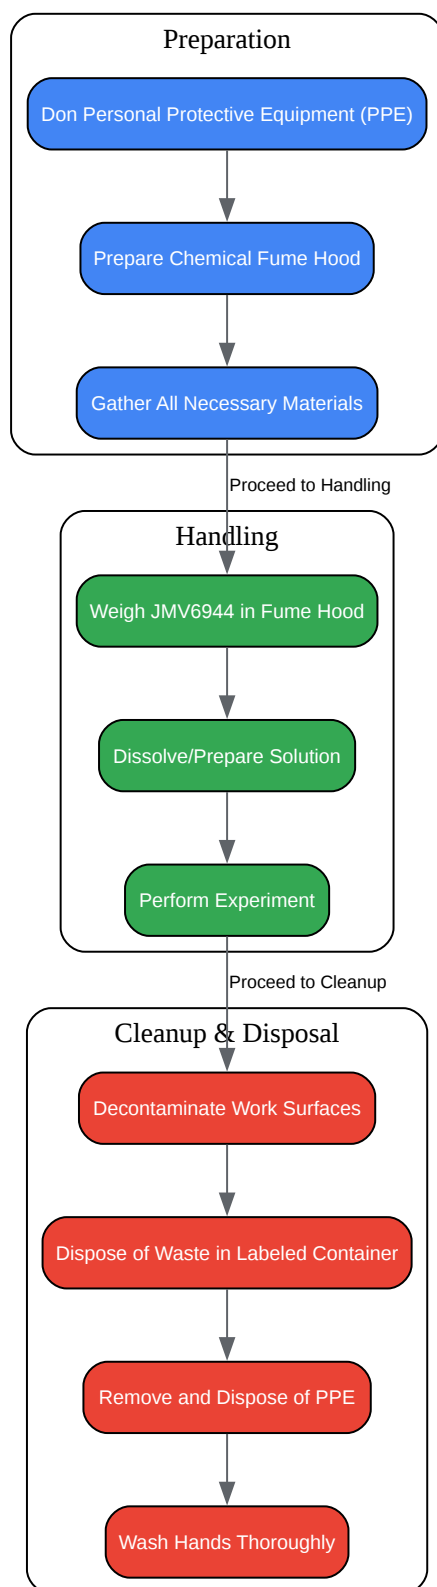 Preparation
Don Personal Protective Equipment (PPE)
Prepare Chemical Fume Hood
Gather All Necessary Materials
Proceed to Handling
Handling
Weigh JMV6944 in Fume Hood
Dissolve/Prepare Solution
Perform Experiment
Proceed to Cleanup
Cleanup & Disposal
Decontaminate Work Surfaces
Dispose of Waste in Labeled Container
Remove and Dispose of PPE
Wash Hands Thoroughly